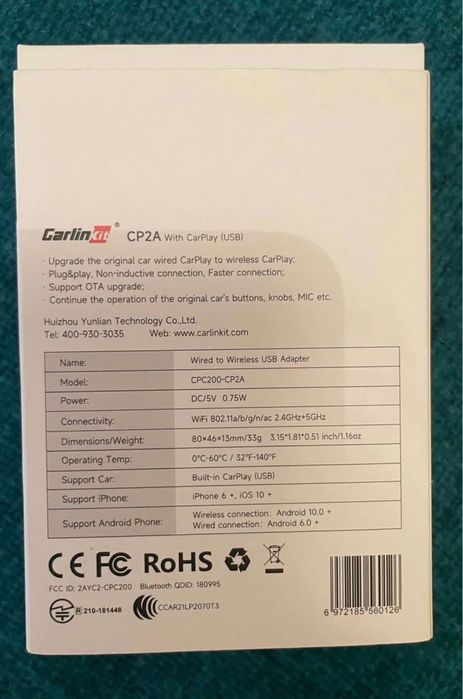 Carlinkit® CP2A With CarPlay (USB)
· Upgrade the original car wired CarPlay to wireless CarPlay;
· Plug&play, Non-inductive connection, Faster connection;
· Support OTA upgrade;
· Continue the operation of the original car's buttons, knobs, MIC etc.
Huizhou Yunlian Technology Co.,Ltd.
Tel: 400-930-3035 Web: www.carlinkit.com
Name: Wired to Wireless USB Adapter
Model: CPC200-CP2A
Power: DC/5V 0.75W
Connectivity: WiFi 802.11a/b/g/n/ac 2.4GHz+5GHz
Dimensions/Weight: 80×46×13mm/33g 3.15*1.81*0.51 inch/1.16oz
Operating Temp: 0°C-60°C / 32°F-140°F
Support Car: Built-in CarPlay (USB)
Support iPhone: iPhone 6 +, iOS 10 +
Support Android Phone: Wireless connection: Android 10.0 +
Wired connection: Android 6.0 +
CE FC RoHS
FCC ID: 2AYC2-CPC200 Bluetooth QDID: 180995
R 210-181448 CCAR21LP2070T3
6 972185 560126